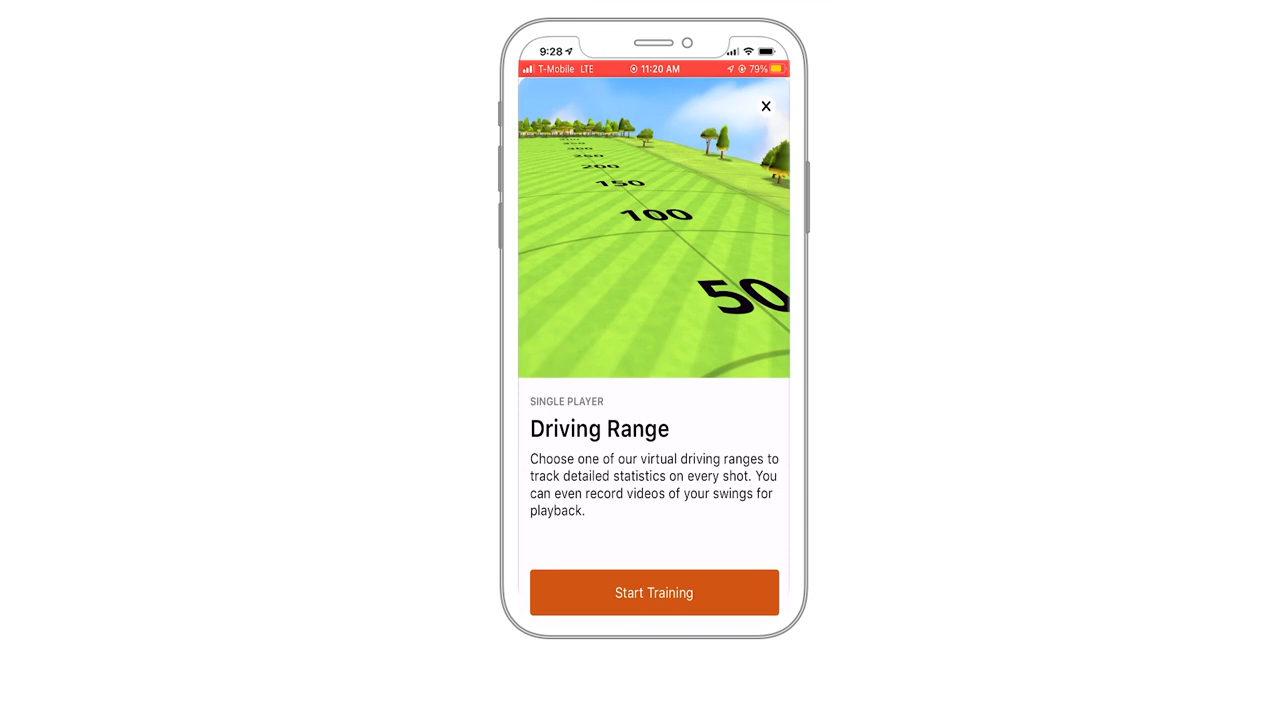 9:28
T-Mobile LTE 11:20 AM 79%
X
300
250
200
150
100
50
SINGLE PLAYER
Driving Range
Choose one of our virtual driving ranges to
track detailed statistics on every shot. You
can even record videos of your swings for
playback.
Start Training